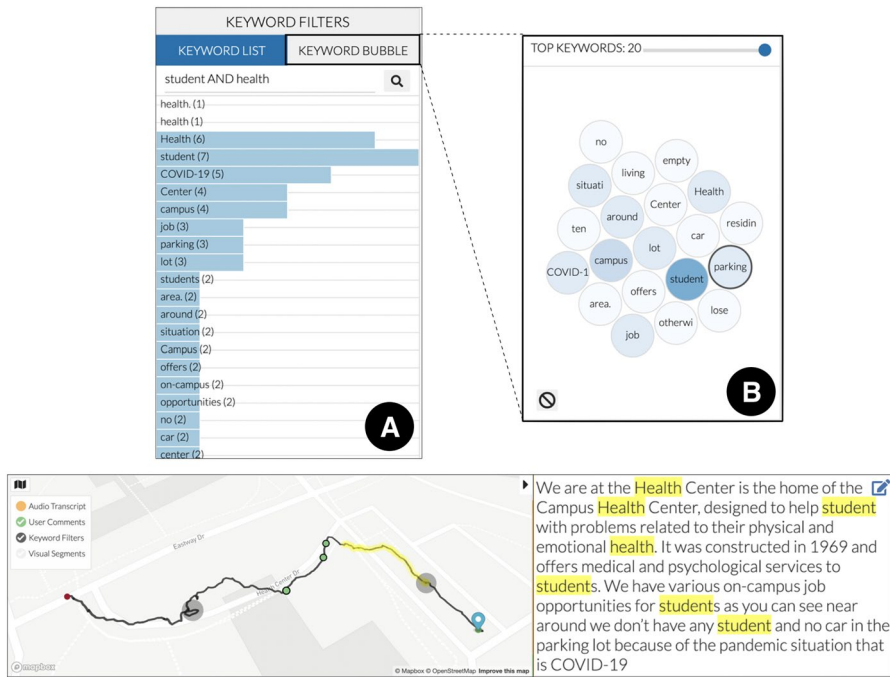 KEYWORD FILTERS
KEYWORD LIST
KEYWORD BUBBLE
student AND health
health. (1)
health (1)
Health (6)
student (7)
COVID-19 (5)
Center (4)
campus (4)
job (3)
parking (3)
lot (3)
students (2)
area. (2)
around (2)
situation (2)
Campus (2)
offers (2)
on-campus (2)
opportunities (2)
no (2)
car (2)
center (2)
A
TOP KEYWORDS: 20
no
empty
living
situati
Health
Center
around
residin
ten
car
lot
campus
parking
COVID-1
student
offers
area.
lose
otherwi
job
B
Audio Transcript
User Comments
Keyword Filters
Visual Segments
Eastway Dr
Health Center Dr
mapbox
© Mapbox © OpenStreetMap Improve this map
We are at the Health Center is the home of the
Campus Health Center, designed to help student
with problems related to their physical and
emotional health. It was constructed in 1969 and
offers medical and psychological services to
students. We have various on-campus job
opportunities for students as you can see near
around we don't have any student and no car in the
parking lot because of the pandemic situation that
is COVID-19